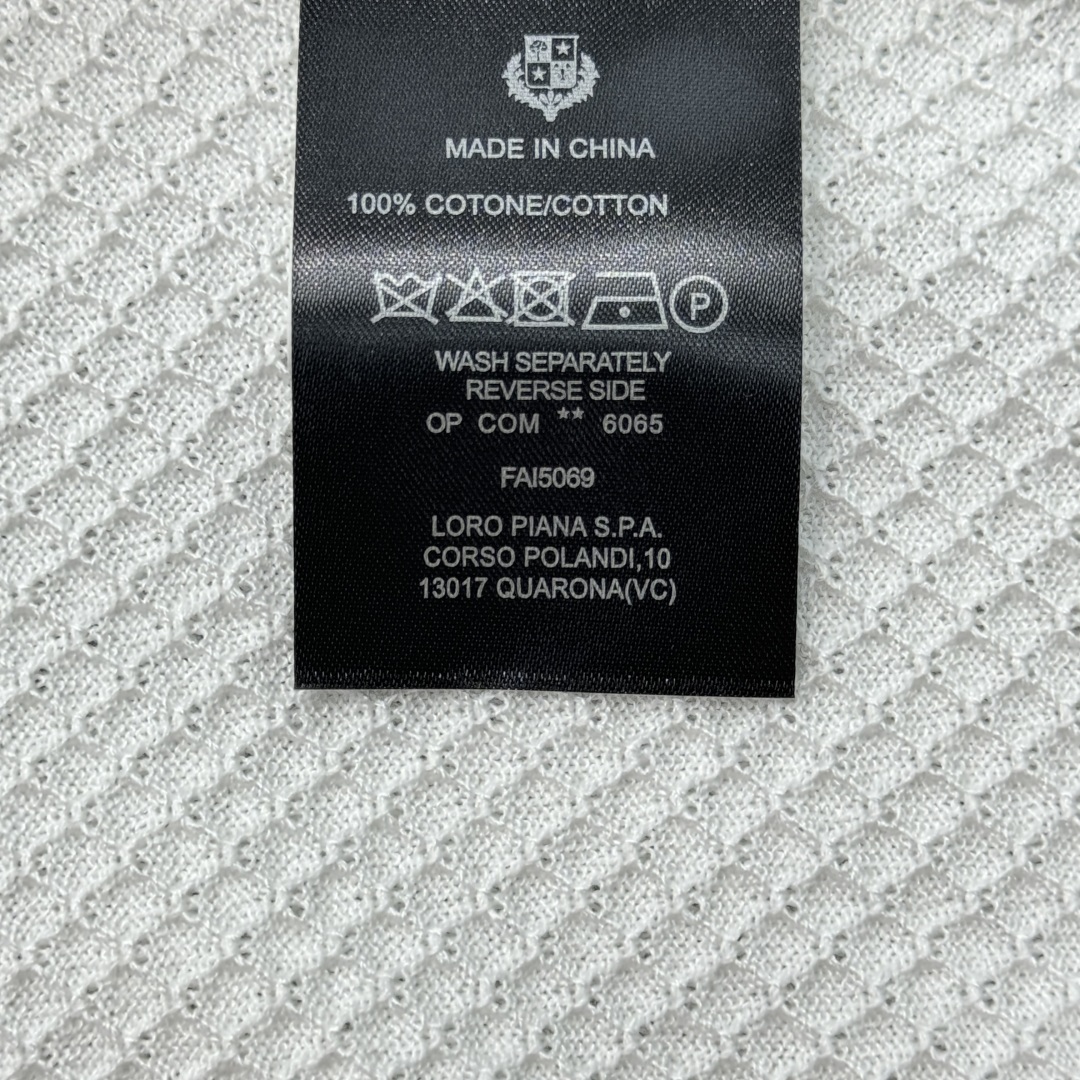 MADE IN CHINA
100% COTONE/COTTON
P
WASH SEPARATELY
REVERSE SIDE
OP COM ** 6065
FAI5069
LORO PIANA S.P.A.
CORSO POLANDI,10
13017 QUARONA(VC)